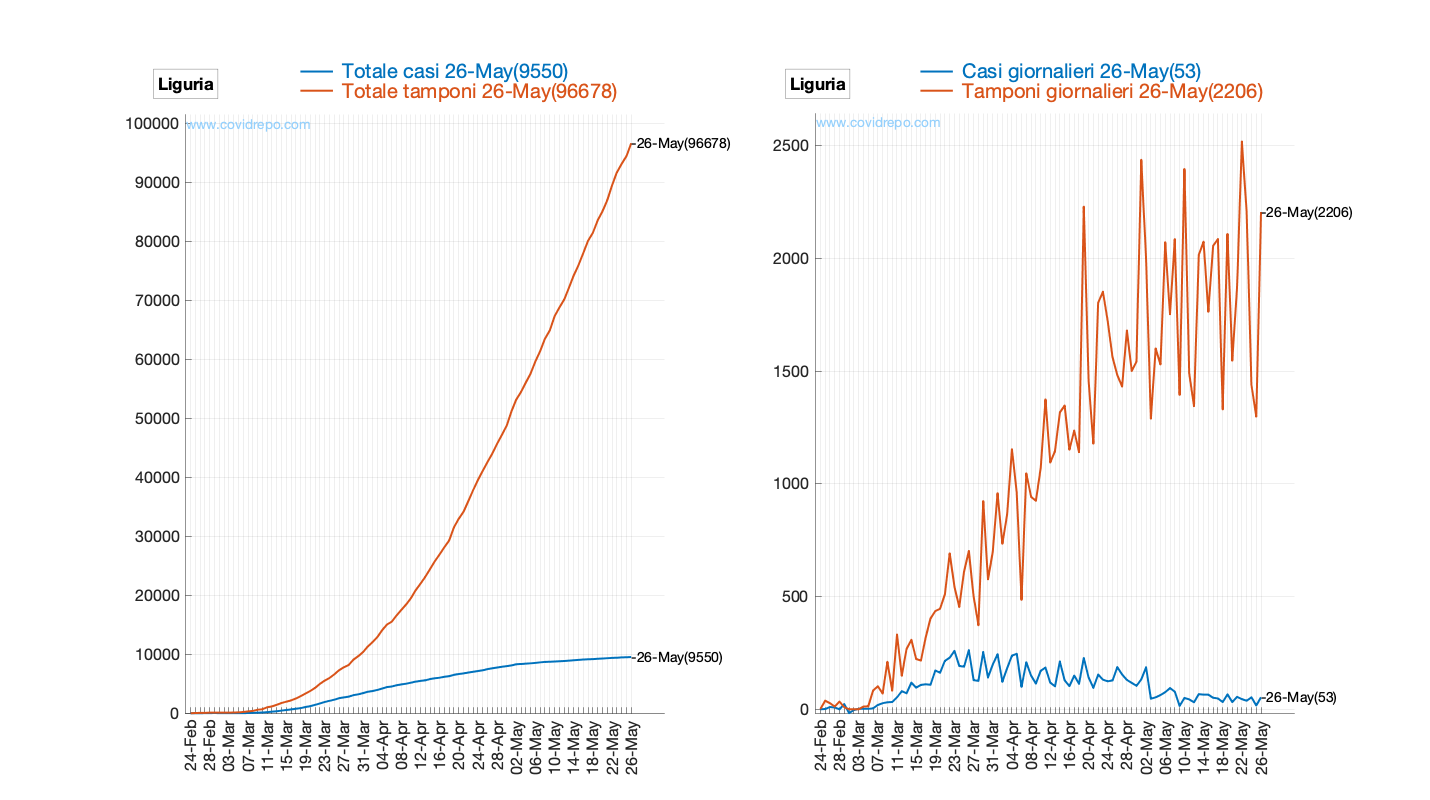 Liguria
Totale casi 26-May(9550)
Totale tamponi 26-May(96678)
www.covidrepo.com
100000
90000
80000
70000
60000
50000
40000
30000
20000
10000
0
26-May(96678)
26-May(9550)
24-Feb
28-Feb
03-Mar
07-Mar
11-Mar
15-Mar
19-Mar
23-Mar
27-Mar
31-Mar
04-Apr
08-Apr
12-Apr
16-Apr
20-Apr
24-Apr
28-Apr
02-May
06-May
10-May
14-May
18-May
22-May
26-May
Liguria
Casi giornalieri 26-May(53)
Tamponi giornalieri 26-May(2206)
www.covidrepo.com
2500
2000
1500
1000
500
0
26-May(2206)
26-May(53)
24-Feb
28-Feb
03-Mar
07-Mar
11-Mar
15-Mar
19-Mar
23-Mar
27-Mar
31-Mar
04-Apr
08-Apr
12-Apr
16-Apr
20-Apr
24-Apr
28-Apr
02-May
06-May
10-May
14-May
18-May
22-May
26-May